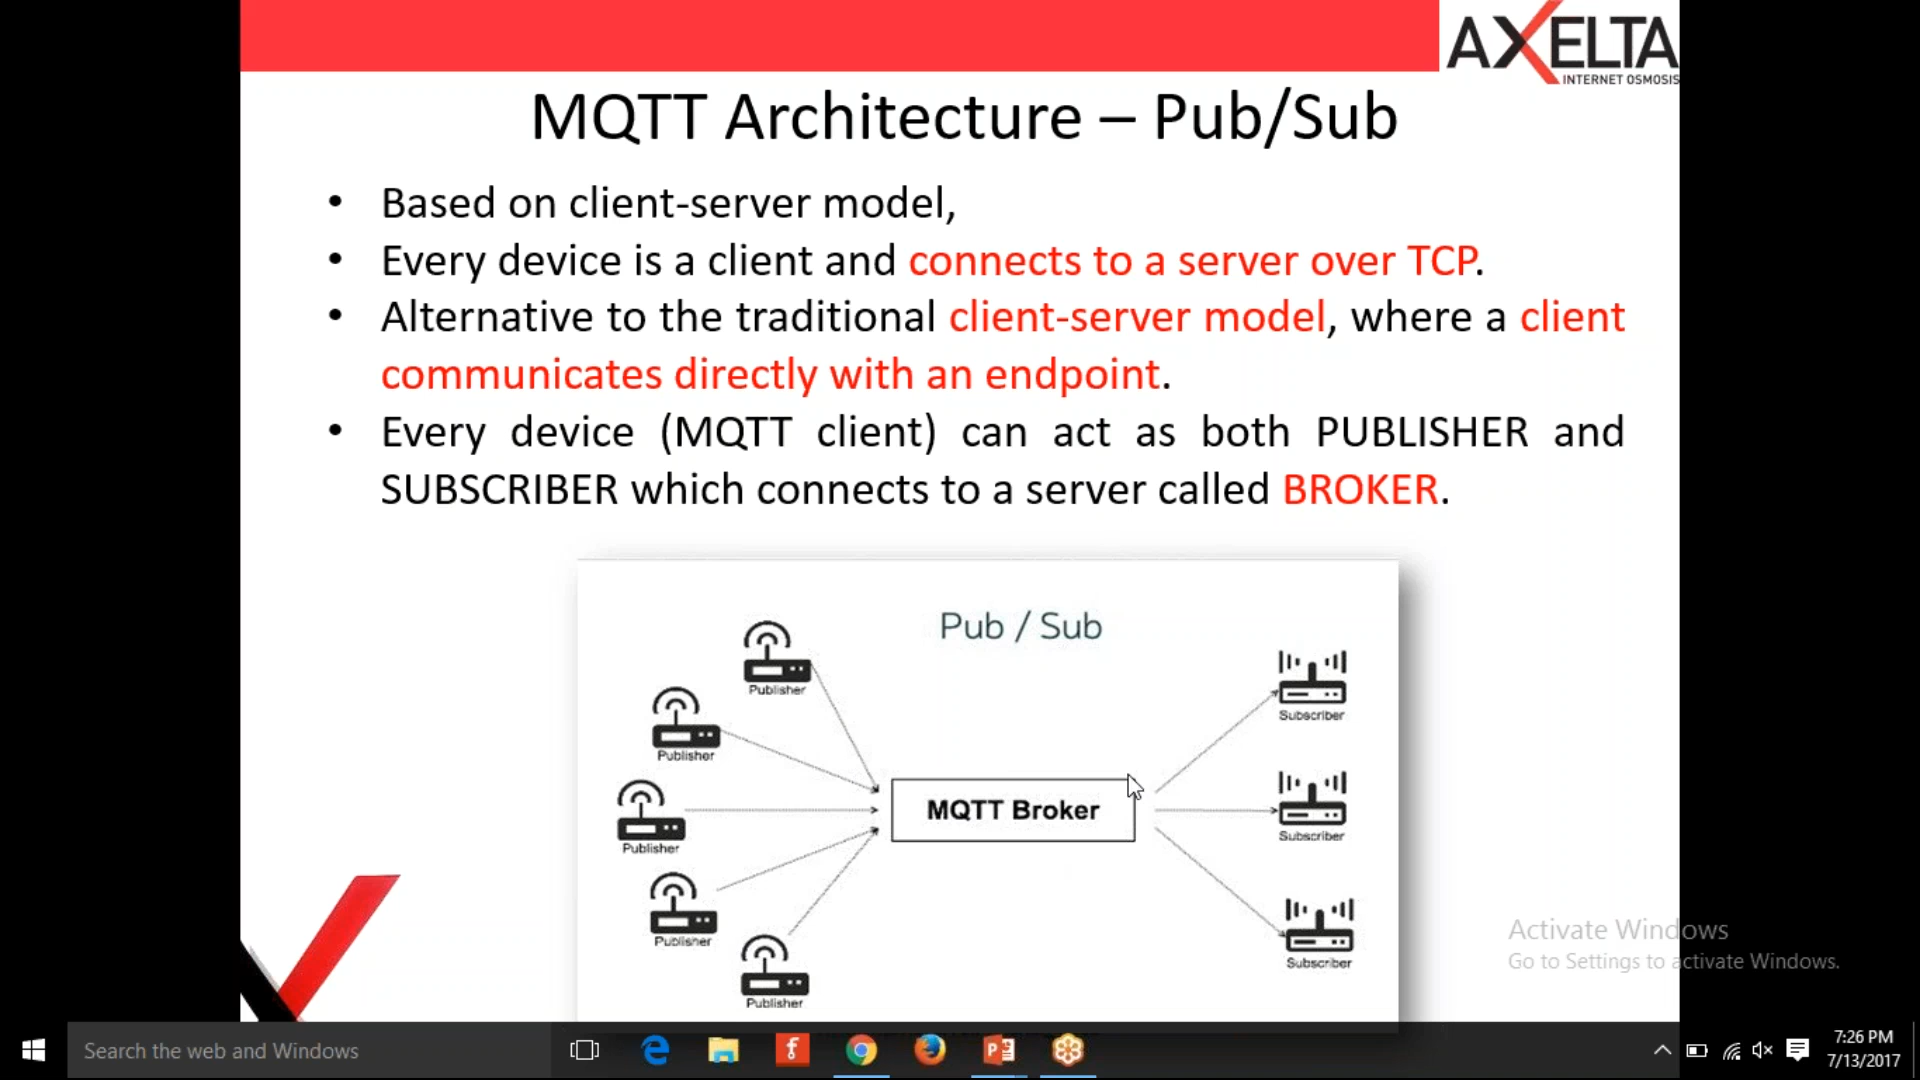 AXELTA
INTERNET OSMOSIS
MQTT Architecture – Pub/Sub
• Based on client-server model,
• Every device is a client and connects to a server over TCP.
• Alternative to the traditional client-server model, where a client
communicates directly with an endpoint.
• Every device (MQTT client) can act as both PUBLISHER and
SUBSCRIBER which connects to a server called BROKER.
Pub / Sub
Publisher
Subscriber
Publisher
MQTT Broker
Subscriber
Publisher
Publisher
Subscriber
Publisher
Activate Windows
Go to Settings to activate Windows.
Search the web and Windows
7:26 PM
7/13/2017